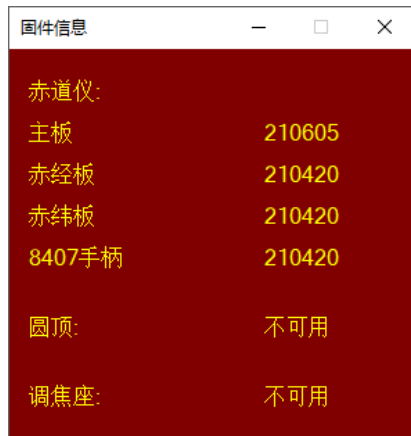 固件信息
赤道仪:
主板 210605
赤经板 210420
赤纬板 210420
8407手柄 210420
圆顶: 不可用
调焦座: 不可用